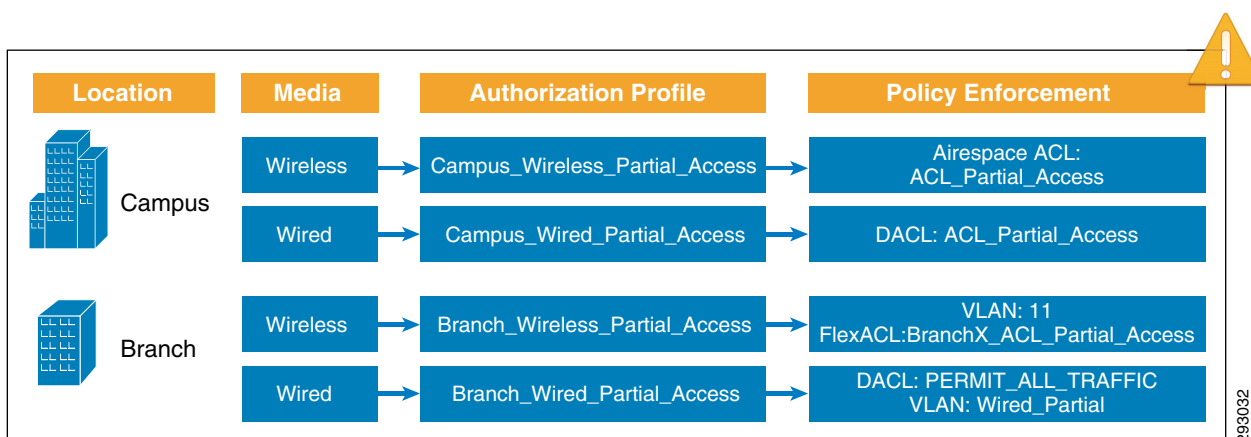 Location
Media
Authorization Profile
Policy Enforcement
Campus
Wireless
Campus_Wireless_Partial_Access
Airespace ACL:
ACL_Partial_Access
Wired
Campus_Wired_Partial_Access
DACL: ACL_Partial_Access
Branch
Wireless
Branch_Wireless_Partial_Access
VLAN: 11
FlexACL:BranchX_ACL_Partial_Access
Wired
Branch_Wired_Partial_Access
DACL: PERMIT_ALL_TRAFFIC
VLAN: Wired_Partial
293032